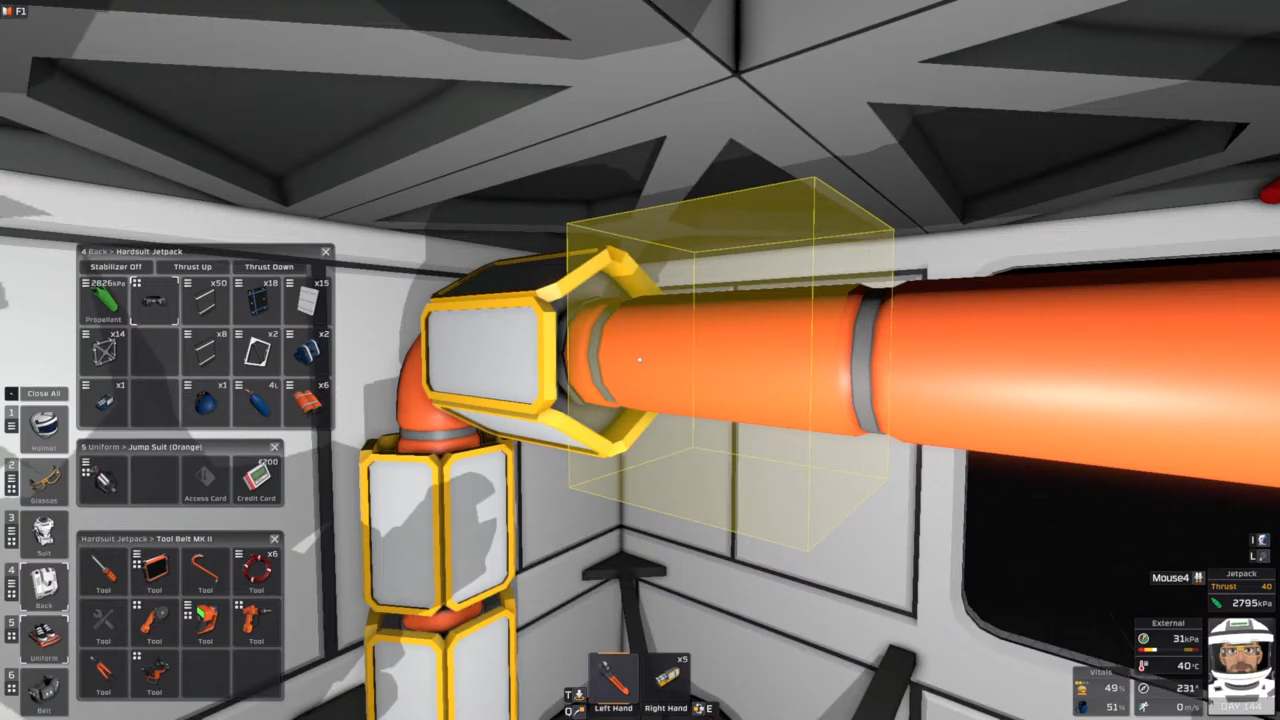 F1
4 Back > Hardsuit Jetpack
Stabilizer Off Thrust Up Thrust Down
2826kPa x50 x18 x15
Propellant
x14 x8 x2 x2
x1 4L x6
Close All
1
Helmet
2
Glasses
3
Suit
4
Back
5
Uniform
6
Belt
5 Uniform > Jump Suit (Orange)
€200
Access Card Credit Card
Hardsuit Jetpack > Tool Belt MK II
x6
Tool Tool Tool Tool
Tool Tool Tool Tool
Tool Tool
T
Q
Left Hand
x5
Right Hand
E
I
L
Mouse4
Jetpack
Thrust 40
2795kPa
External
31kPa
40°C
231°
0m/s
Vitals
49%
51%
DAY 144